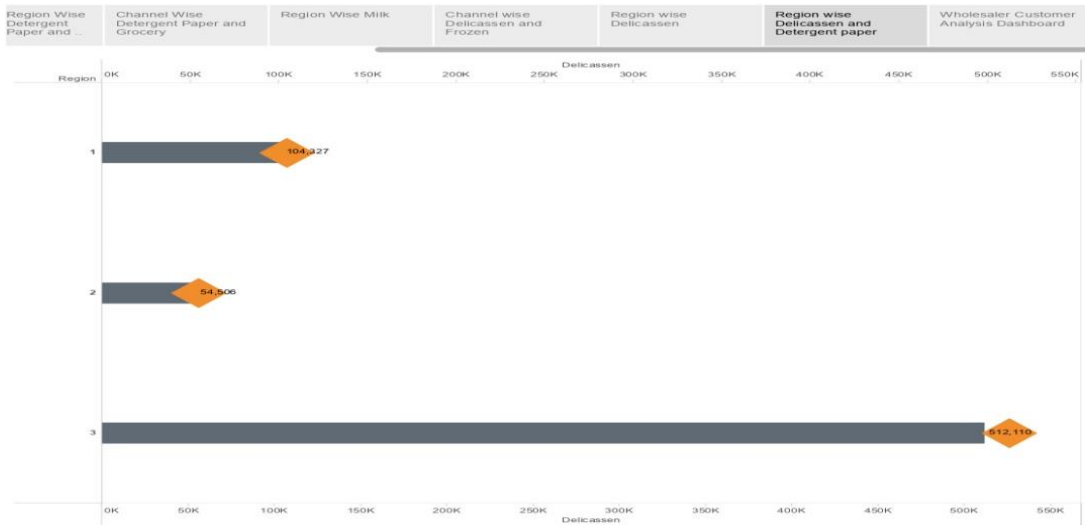 Region Wise
Detergent
Paper and ..
Channel Wise
Detergent Paper and
Grocery
Region Wise Milk
Channel wise
Delicassen and
Frozen
Region wise
Delicassen
Region wise
Delicassen and
Detergent paper
Wholesaler Customer
Analysis Dashboard
Delicassen
Region
0K 50K 100K 150K 200K 250K 300K 350K 400K 450K 500K 550K
1 104,327
2 54,506
3 512,110
0K 50K 100K 150K 200K 250K 300K 350K 400K 450K 500K 550K
Delicassen